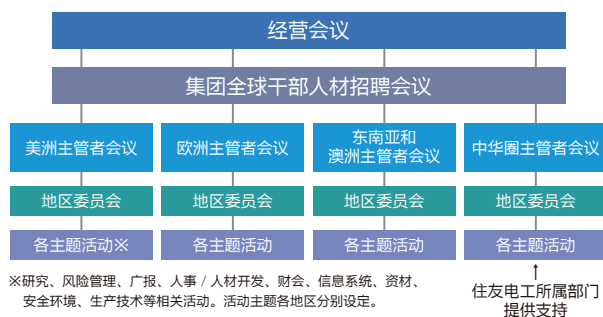 经营会议
集团全球干部人材招聘会议
美洲主管者会议
欧洲主管者会议
东南亚和
澳洲主管者会议
中华圈主管者会议
地区委员会
地区委员会
地区委员会
地区委员会
各主题活动※
各主题活动
各主题活动
各主题活动
※研究、风险管理、广报、人事 / 人材开发、财会、信息系统、资材、
安全环境、生产技术等相关活动。活动主题各地区分别设定。
住友电工所属部门
提供支持